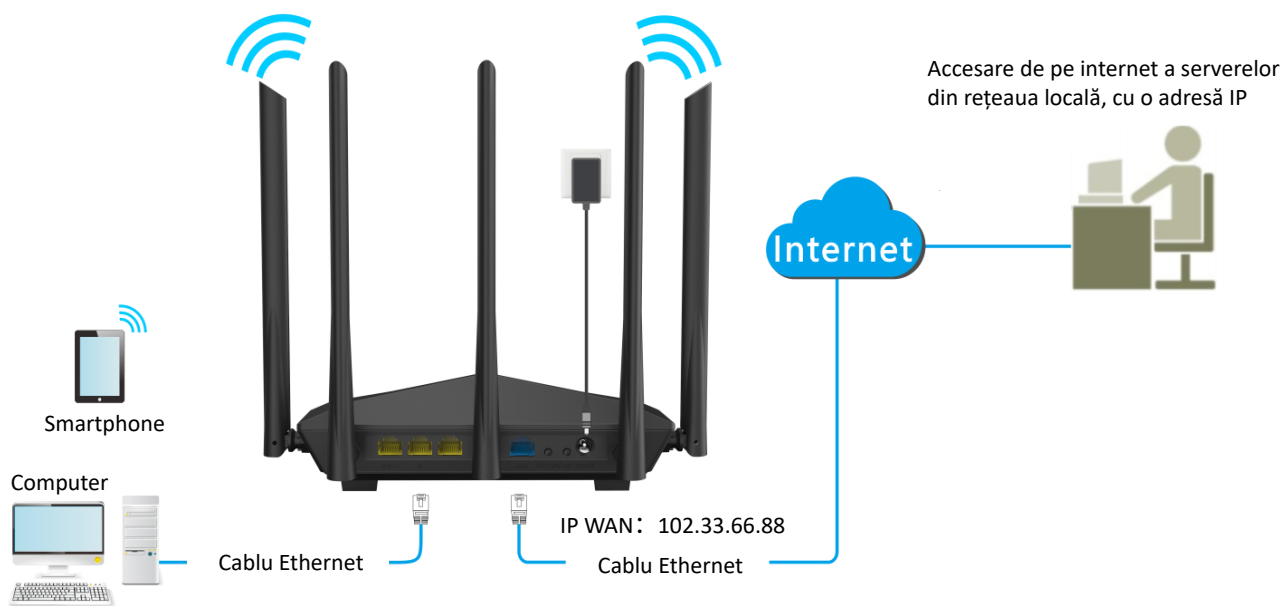 Accesare de pe internet a serverelor
din rețeaua locală, cu o adresă IP
Internet
Smartphone
Computer
IP WAN：102.33.66.88
Cablu Ethernet
Cablu Ethernet